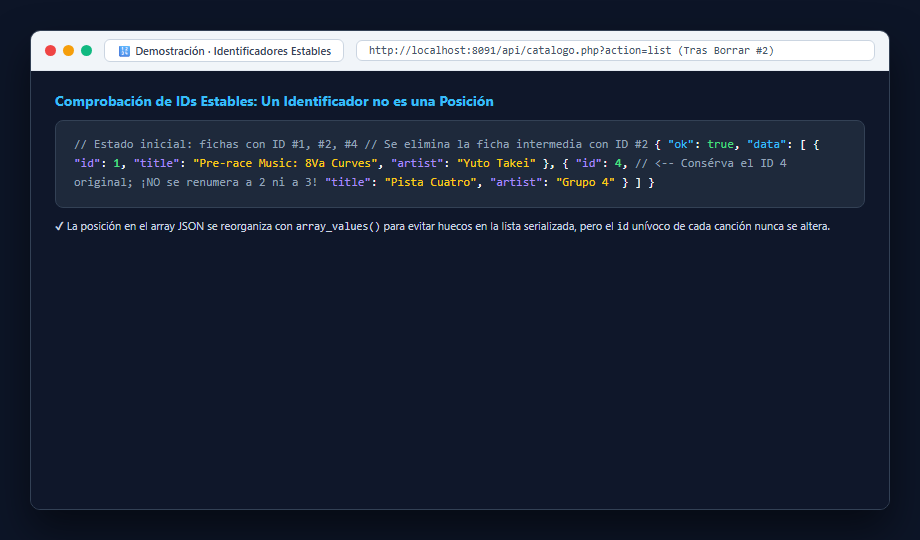 🔢 Demostración · Identificadores Estables
http://localhost:8091/api/catalogo.php?action=list (Tras Borrar #2)
Comprobación de IDs Estables: Un Identificador no es una Posición
// Estado inicial: fichas con ID #1, #2, #4 // Se elimina la ficha intermedia con ID #2 { "ok": true, "data": [ {
"id": 1, "title": "Pre-race Music: 8Va Curves", "artist": "Yuto Takei" }, { "id": 4, // <-- Consérva el ID 4
original; ¡NO se renumera a 2 ni a 3! "title": "Pista Cuatro", "artist": "Grupo 4" } ] }
✔ La posición en el array JSON se reorganiza con array_values() para evitar huecos en la lista serializada, pero el id unívoco de cada canción nunca se altera.